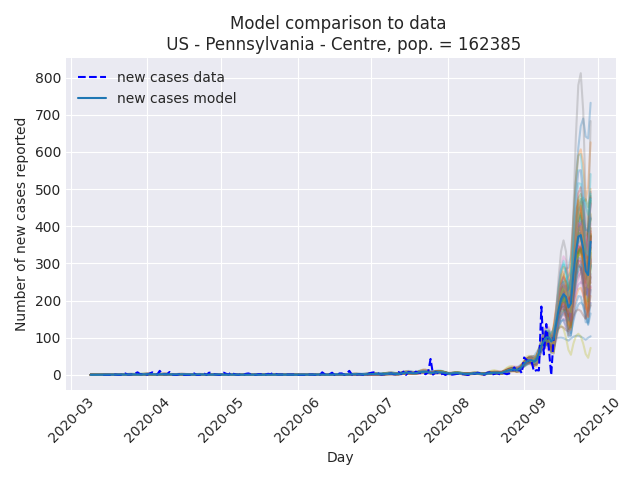 Model comparison to data
US - Pennsylvania - Centre, pop. = 162385
new cases data
new cases model
Number of new cases reported
800
700
600
500
400
300
200
100
0
2020-03
2020-04
2020-05
2020-06
2020-07
2020-08
2020-09
2020-10
Day